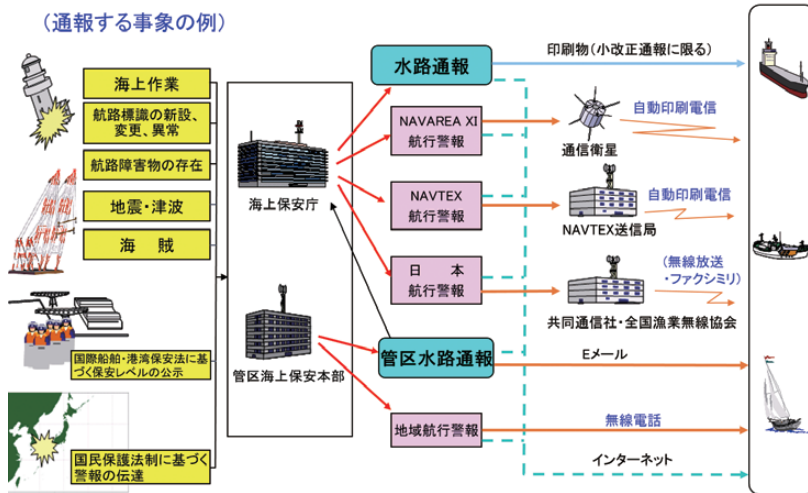 (通報する事象の例)
海上作業
航路標識の新設、
変更、異常
航路障害物の存在
地震・津波
海 賊
国際船舶・港湾保安法に基
づく保安レベルの公示
国民保護法制に基づく
警報の伝達
海上保安庁
管区海上保安本部
水路通報
NAVAREA XI
航行警報
NAVTEX
航行警報
日 本
航行警報
管区水路通報
地域航行警報
印刷物(小改正通報に限る)
自動印刷電信
通信衛星
自動印刷電信
NAVTEX送信局
(無線放送
・ファクシミリ)
共同通信社・全国漁業無線協会
Eメール
無線電話
インターネット